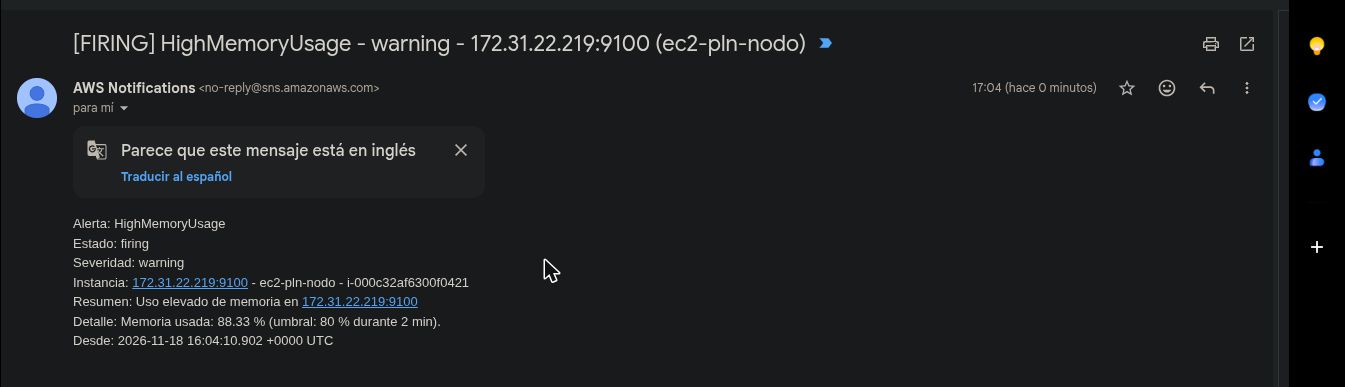 [FIRING] HighMemoryUsage - warning - 172.31.22.219:9100 (ec2-pln-nodo)
AWS Notifications <no-reply@sns.amazonaws.com>
17:04 (hace 0 minutos)
para mí
Parece que este mensaje está en inglés
Traducir al español
Alerta: HighMemoryUsage
Estado: firing
Severidad: warning
Instancia: 172.31.22.219:9100 - ec2-pln-nodo - i-000c32af6300f0421
Resumen: Uso elevado de memoria en 172.31.22.219:9100
Detalle: Memoria usada: 88.33 % (umbral: 80 % durante 2 min).
Desde: 2026-11-18 16:04:10.902 +0000 UTC